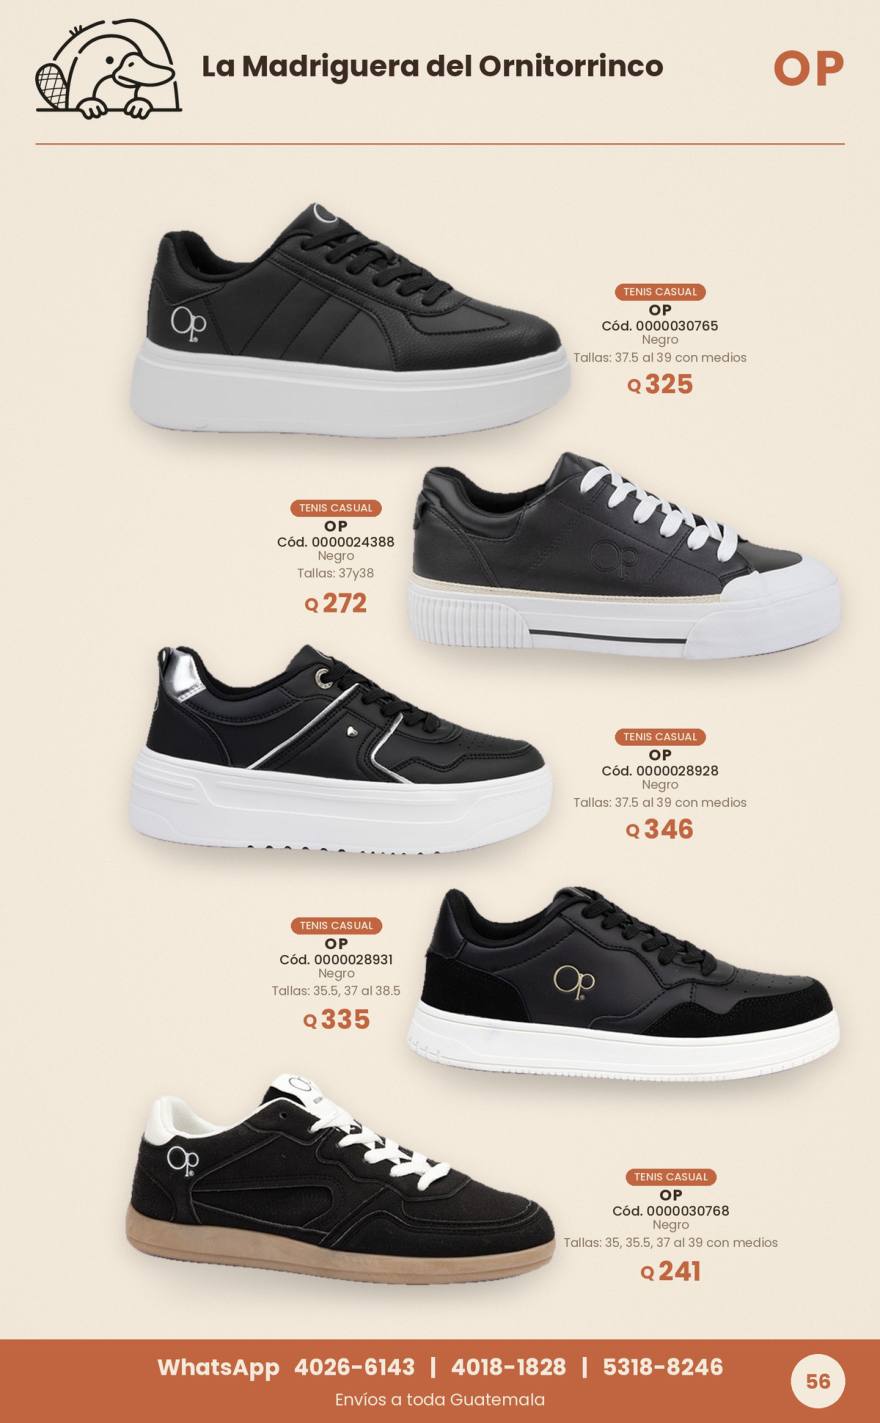 La Madriguera del Ornitorrinco
OP
Op
TENIS CASUAL
OP
Cód. 0000030765
Negro
Tallas: 37.5 al 39 con medios
Q 325
TENIS CASUAL
OP
Cód. 0000024388
Negro
Tallas: 37y38
Q 272
Op
TENIS CASUAL
OP
Cód. 0000028928
Negro
Tallas: 37.5 al 39 con medios
Q 346
TENIS CASUAL
OP
Cód. 0000028931
Negro
Tallas: 35.5, 37 al 38.5
Q 335
Op
Op
TENIS CASUAL
OP
Cód. 0000030768
Negro
Tallas: 35, 35.5, 37 al 39 con medios
Q 241
WhatsApp 4026-6143 | 4018-1828 | 5318-8246
Envíos a toda Guatemala
56